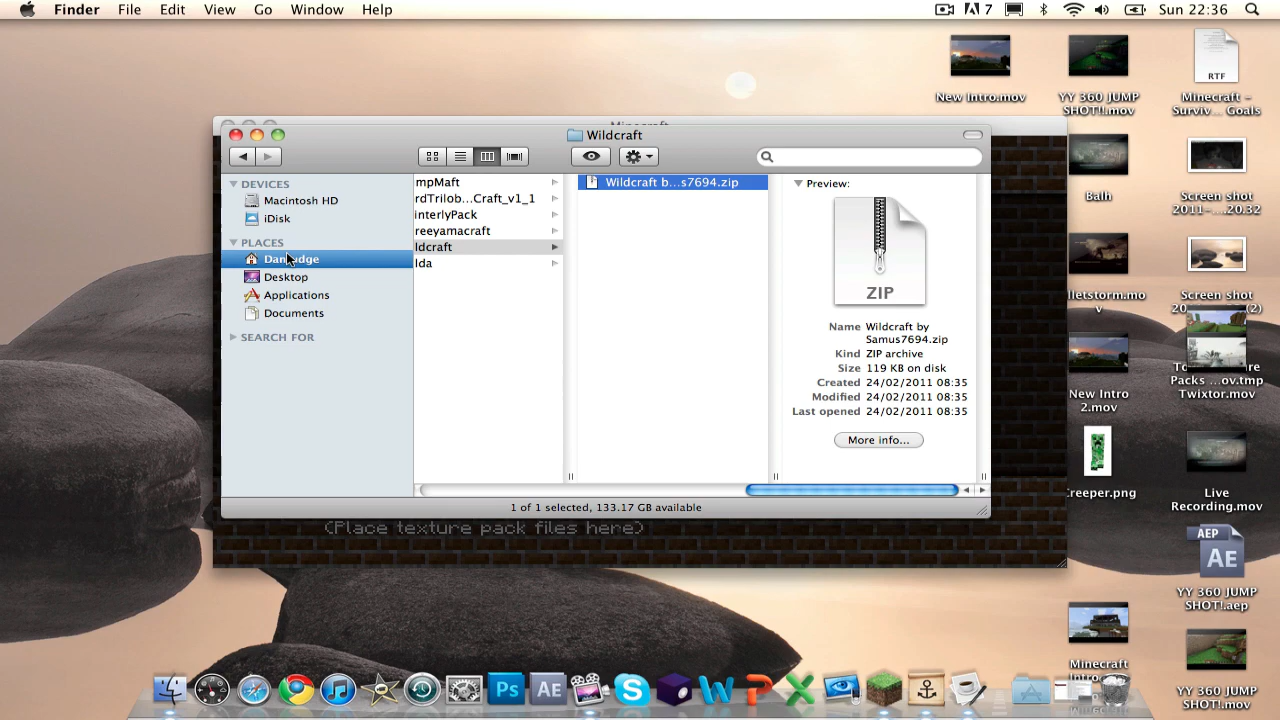 Finder File Edit View Go Window Help
7 Sun 22:36
New Intro.mov
YY 360 JUMP
SHOT!.mov
RTF
Minecraft –
Surviv ... Goals
Wildcraft
DEVICES
Macintosh HD
iDisk
PLACES
Desktop
Applications
Documents
SEARCH FOR
mpMaft
rdTrilob...Craft_v1_1
interlyPack
reeyamacraft
ldcraft
lda
Wildcraft b...s7694.zip
Preview:
ZIP
Name Wildcraft by
Samus7694.zip
Kind ZIP archive
Size 119 KB on disk
Created 24/02/2011 08:35
Modified 24/02/2011 08:35
Last opened 24/02/2011 08:35
More info...
1 of 1 selected, 133.17 GB available
(Place texture pack files here)
Balh
Screen shot
2011-...20.32
lletstorm.mo
v
Screen shot
New Intro
2.mov
Packs ...ov.tmp
Twixtor.mov
reeper.png
Live
Recording.mov
AEP
AE
YY 360 JUMP
SHOT!.aep
Minecraft
YY 360 JUMP
SHOT!.mov
Ps AE